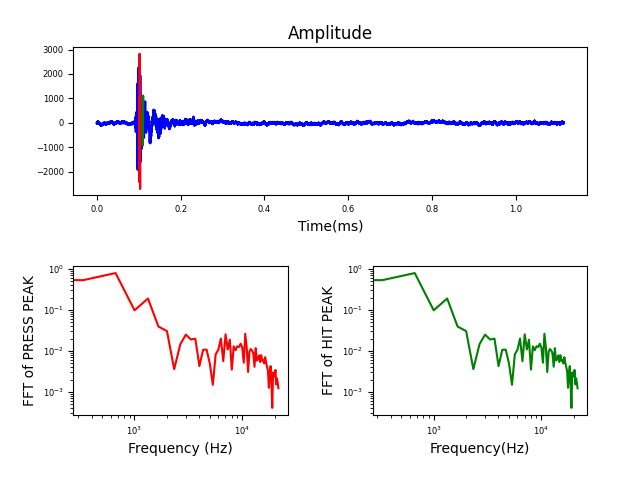 Amplitude
3000
2000
1000
0
−1000
−2000
0.0 0.2 0.4 0.6 0.8 1.0
Time(ms)
FFT of PRESS PEAK
10⁰
10⁻¹
10⁻²
10⁻³
10³ 10⁴
Frequency (Hz)
FFT of HIT PEAK
10⁰
10⁻¹
10⁻²
10⁻³
10³ 10⁴
Frequency(Hz)